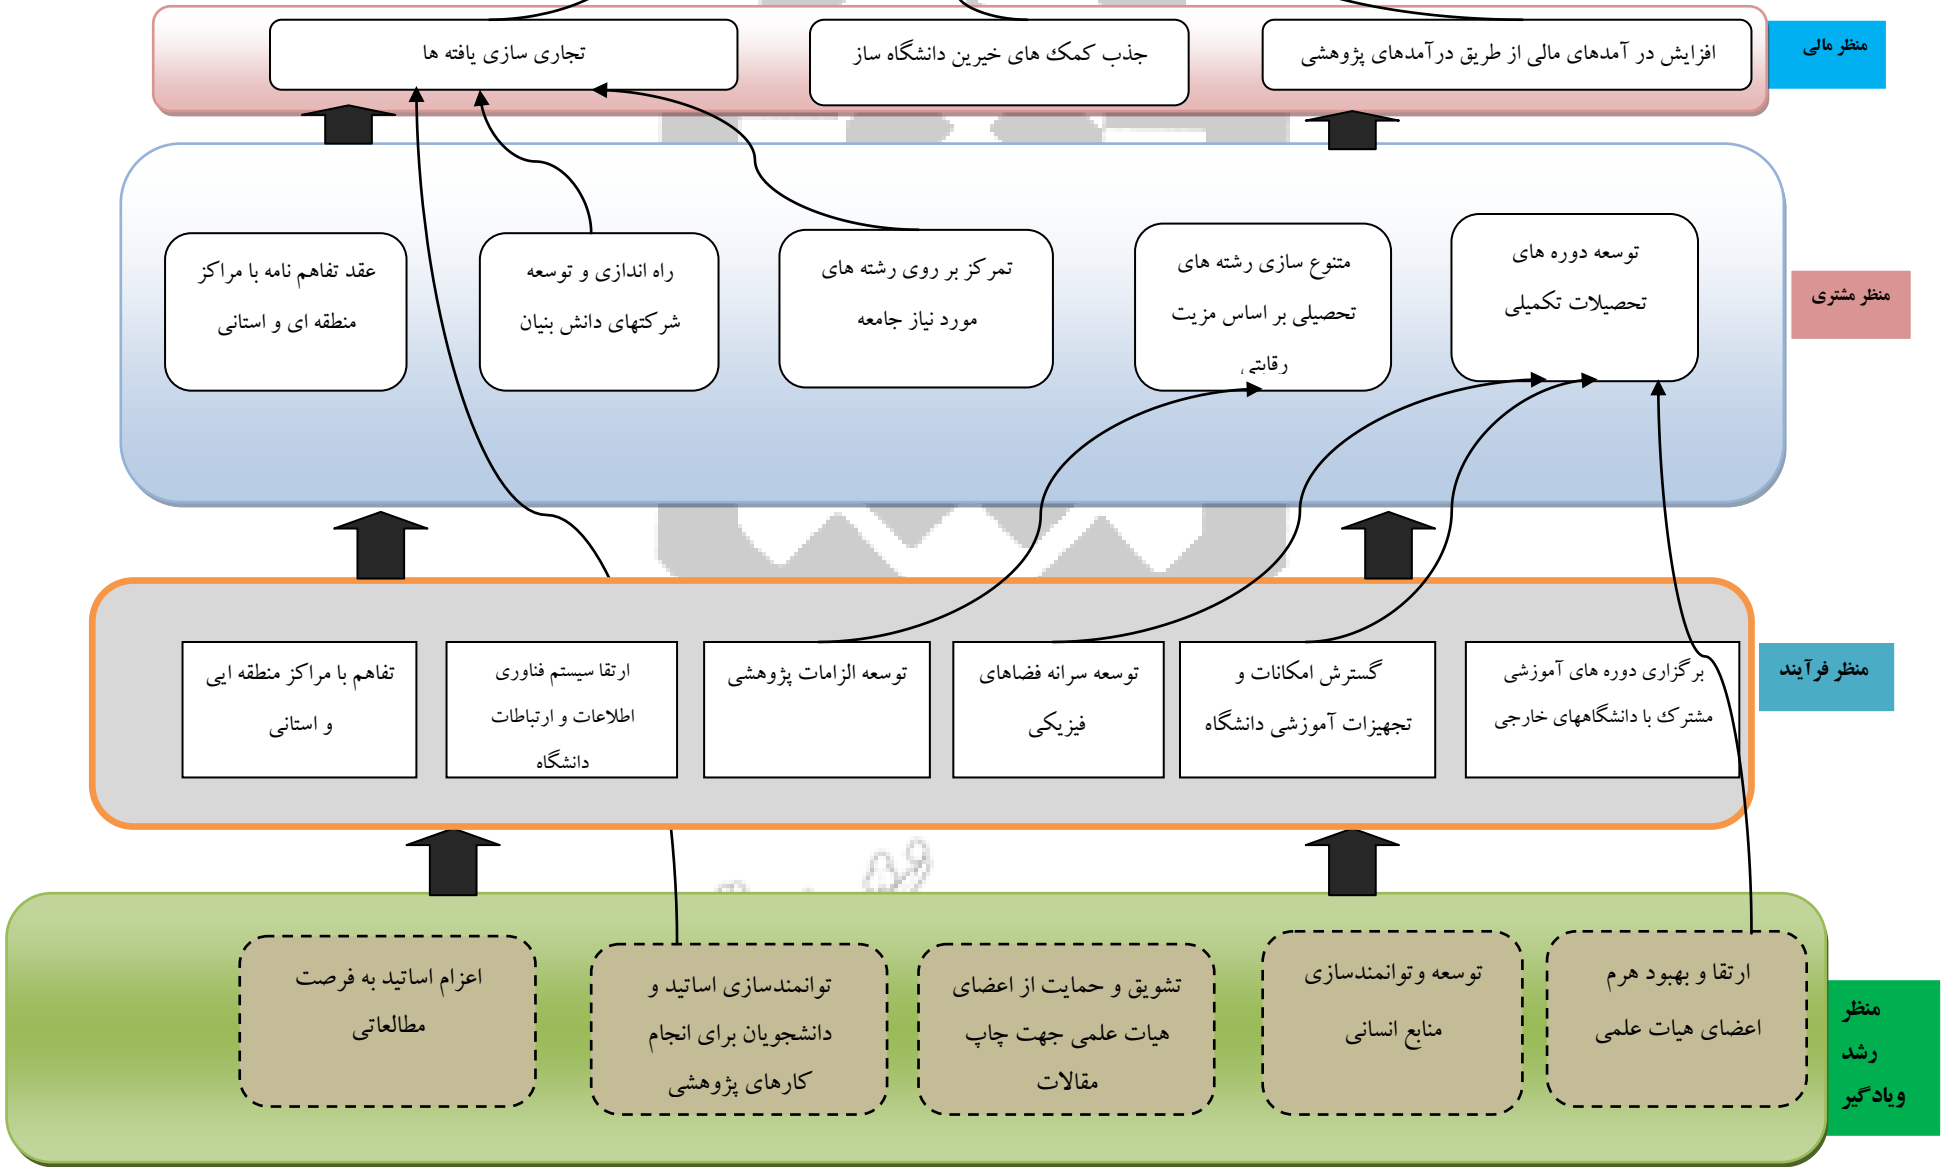 منظر مالی
افزایش در آمدهای مالی از طریق درآمدهای پژوهشی
جذب کمک های خیرین دانشگاه ساز
تجاری سازی یافته ها
منظر مشتری
توسعه دوره های
تحصیلات تکمیلی
متنوع سازی رشته های
تحصیلی بر اساس مزیت
رقابتی
تمرکز بر روی رشته های
مورد نیاز جامعه
راه اندازی و توسعه
شرکتهای دانش بنیان
عقد تفاهم نامه با مراکز
منطقه ای و استانی
منظر فرآیند
برگزاری دوره های آموزشی
مشترک با دانشگاههای خارجی
گسترش امکانات و
تجهیزات آموزشی دانشگاه
توسعه سرانه فضاهای
فیزیکی
توسعه الزامات پژوهشی
ارتقا سیستم فناوری
اطلاعات و ارتباطات
دانشگاه
تفاهم با مراکز منطقه ایی
و استانی
منظر
رشد
ویادگیر
ارتقا و بهبود هرم
اعضای هیات علمی
توسعه وتوانمندسازی
منابع انسانی
تشویق و حمایت از اعضای
هیات علمی جهت چاپ
مقالات
توانمندسازی اساتید و
دانشجویان برای انجام
کارهای پژوهشی
اعزام اساتید به فرصت
مطالعاتی